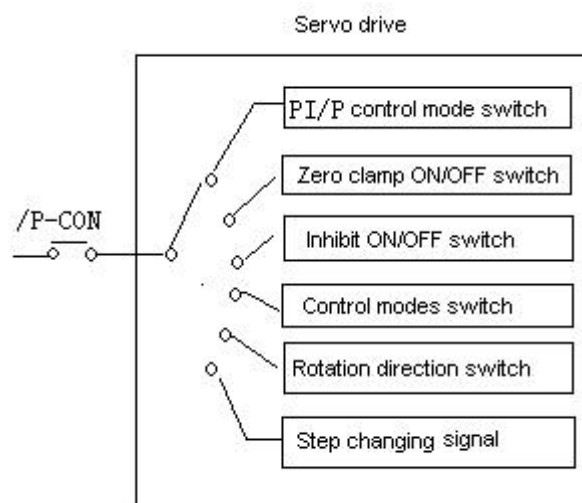 Servo drive
PI/P control mode switch
Zero clamp ON/OFF switch
/P-CON
Inhibit ON/OFF switch
Control modes switch
Rotation direction switch
Step changing signal